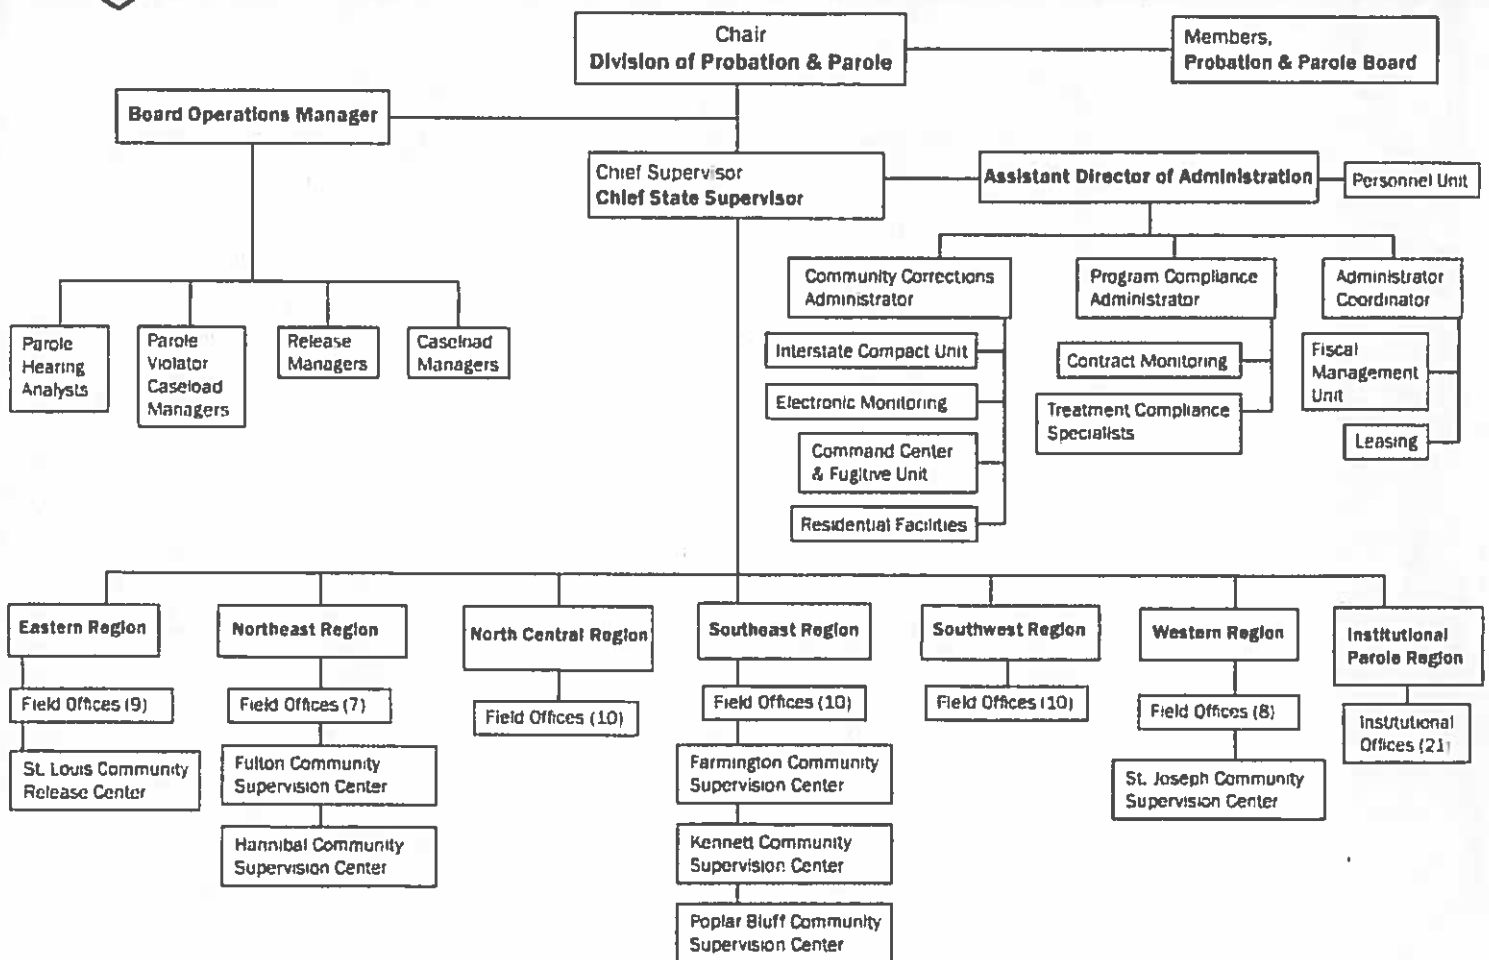 Chair
Division of Probation & Parole
Members,
Probation & Parole Board
Board Operations Manager
Chief Supervisor
Chief State Supervisor
Assistant Director of Administration
Personnel Unit
Community Corrections
Administrator
Program Compliance
Administrator
Administrator
Coordinator
Parole
Hearing
Analysts
Parole
Violator
Caseload
Managers
Release
Managers
Caseload
Managers
Interstate Compact Unit
Electronic Monitoring
Command Center
& Fugitive Unit
Residential Facilities
Contract Monitoring
Treatment Compliance
Specialists
Fiscal
Management
Unit
Leasing
Eastern Region
Field Offices (9)
St. Louis Community
Release Center
Northeast Region
Field Offices (7)
Fulton Community
Supervision Center
Hannibal Community
Supervision Center
North Central Region
Field Offices (10)
Southeast Region
Field Offices (10)
Farmington Community
Supervision Center
Kennett Community
Supervision Center
Poplar Bluff Community
Supervision Center
Southwest Region
Field Offices (10)
Western Region
Field Offices (8)
St. Joseph Community
Supervision Center
Institutional
Parole Region
Institutional
Offices (21)